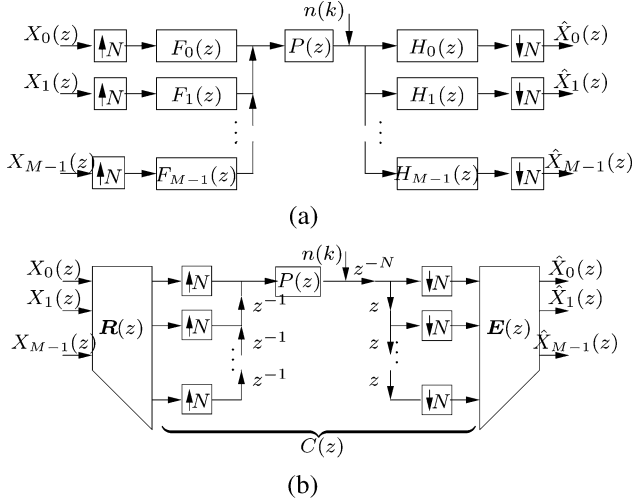 n(k)
X_0(z) ↑N F_0(z) P(z) H_0(z) ↓N X̂_0(z)
X_1(z) ↑N F_1(z) H_1(z) ↓N X̂_1(z)
X_{M−1}(z) ↑N F_{M−1}(z) H_{M−1}(z) ↓N X̂_{M−1}(z)
(a)
n(k)
X_0(z) ↑N P(z) z^{−N} ↓N X̂_0(z)
z^{−1} z
X_1(z) R(z) ↑N ↓N E(z) X̂_1(z)
X_{M−1}(z) z^{−1} z X̂_{M−1}(z)
z^{−1} z
↑N ↓N
C(z)
(b)